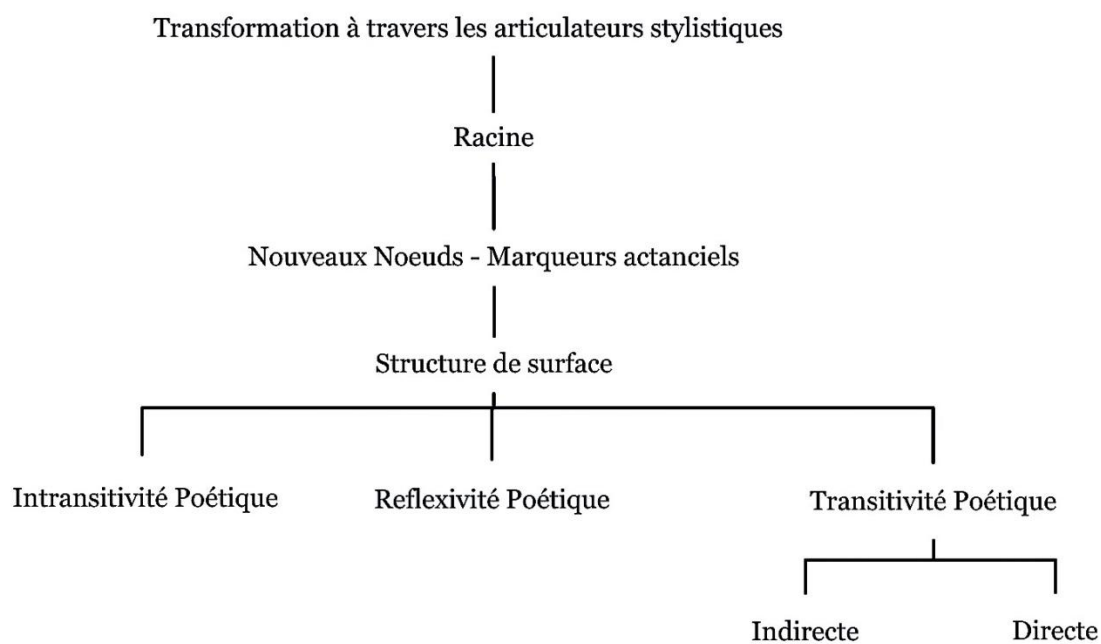 Transformation à travers les articulateurs stylistiques
Racine
Nouveaux Noeuds - Marqueurs actanciels
Structure de surface
Intransitivité Poétique
Reflexivité Poétique
Transitivité Poétique
Indirecte
Directe